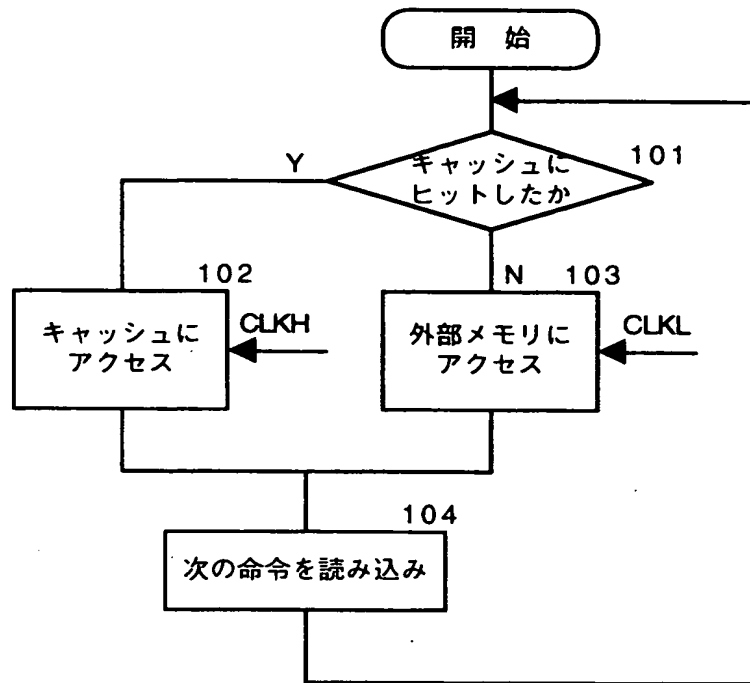 開 始
キャッシュに
ヒットしたか
101
Y
N
102
キャッシュに
アクセス
CLKH
103
外部メモリに
アクセス
CLKL
104
次の命令を読み込み